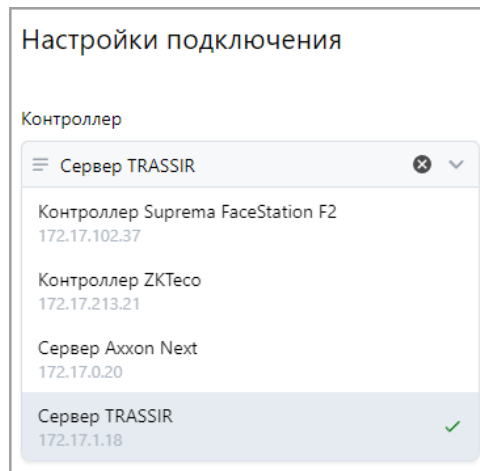 Настройки подключения
Контроллер
Сервер TRASSIR
Контроллер Suprema FaceStation F2
172.17.102.37
Контроллер ZKTeco
172.17.213.21
Сервер Axxon Next
172.17.0.20
Сервер TRASSIR
172.17.1.18